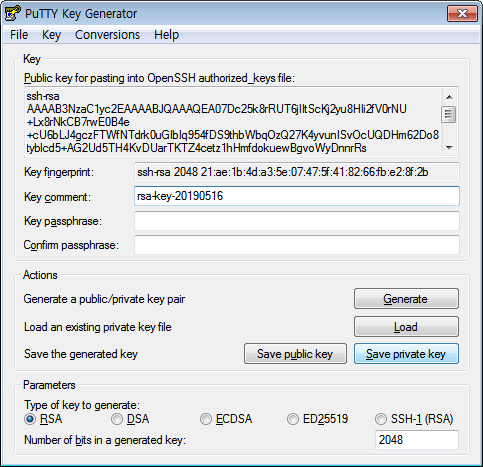 PuTTY Key Generator
File Key Conversions Help
Key
Public key for pasting into OpenSSH authorized_keys file:
ssh-rsa
AAAAB3NzaC1yc2EAAAABJQAAAQEA07Dc25k8rRUT6jIltScKj2yu8Hli2fV0rNU
+Lx8rNkCB7rwE0B4e
+cU6bLJ4gczFTWfNTdrk0uGlbIq954fDS9thbWbqOzQ27K4yvunISvOcUQDHm62Do8
tyblcd5+AG2Ud5TH4KvDUarTKTZ4cetz1hHmfdokuewBgvoWyDnnrRs
Key fingerprint: ssh-rsa 2048 21:ae:1b:4d:a3:5e:07:47:5f:41:82:66:fb:e2:8f:2b
Key comment: rsa-key-20190516
Key passphrase:
Confirm passphrase:
Actions
Generate a public/private key pair Generate
Load an existing private key file Load
Save the generated key Save public key Save private key
Parameters
Type of key to generate:
RSA DSA ECDSA ED25519 SSH-1 (RSA)
Number of bits in a generated key: 2048